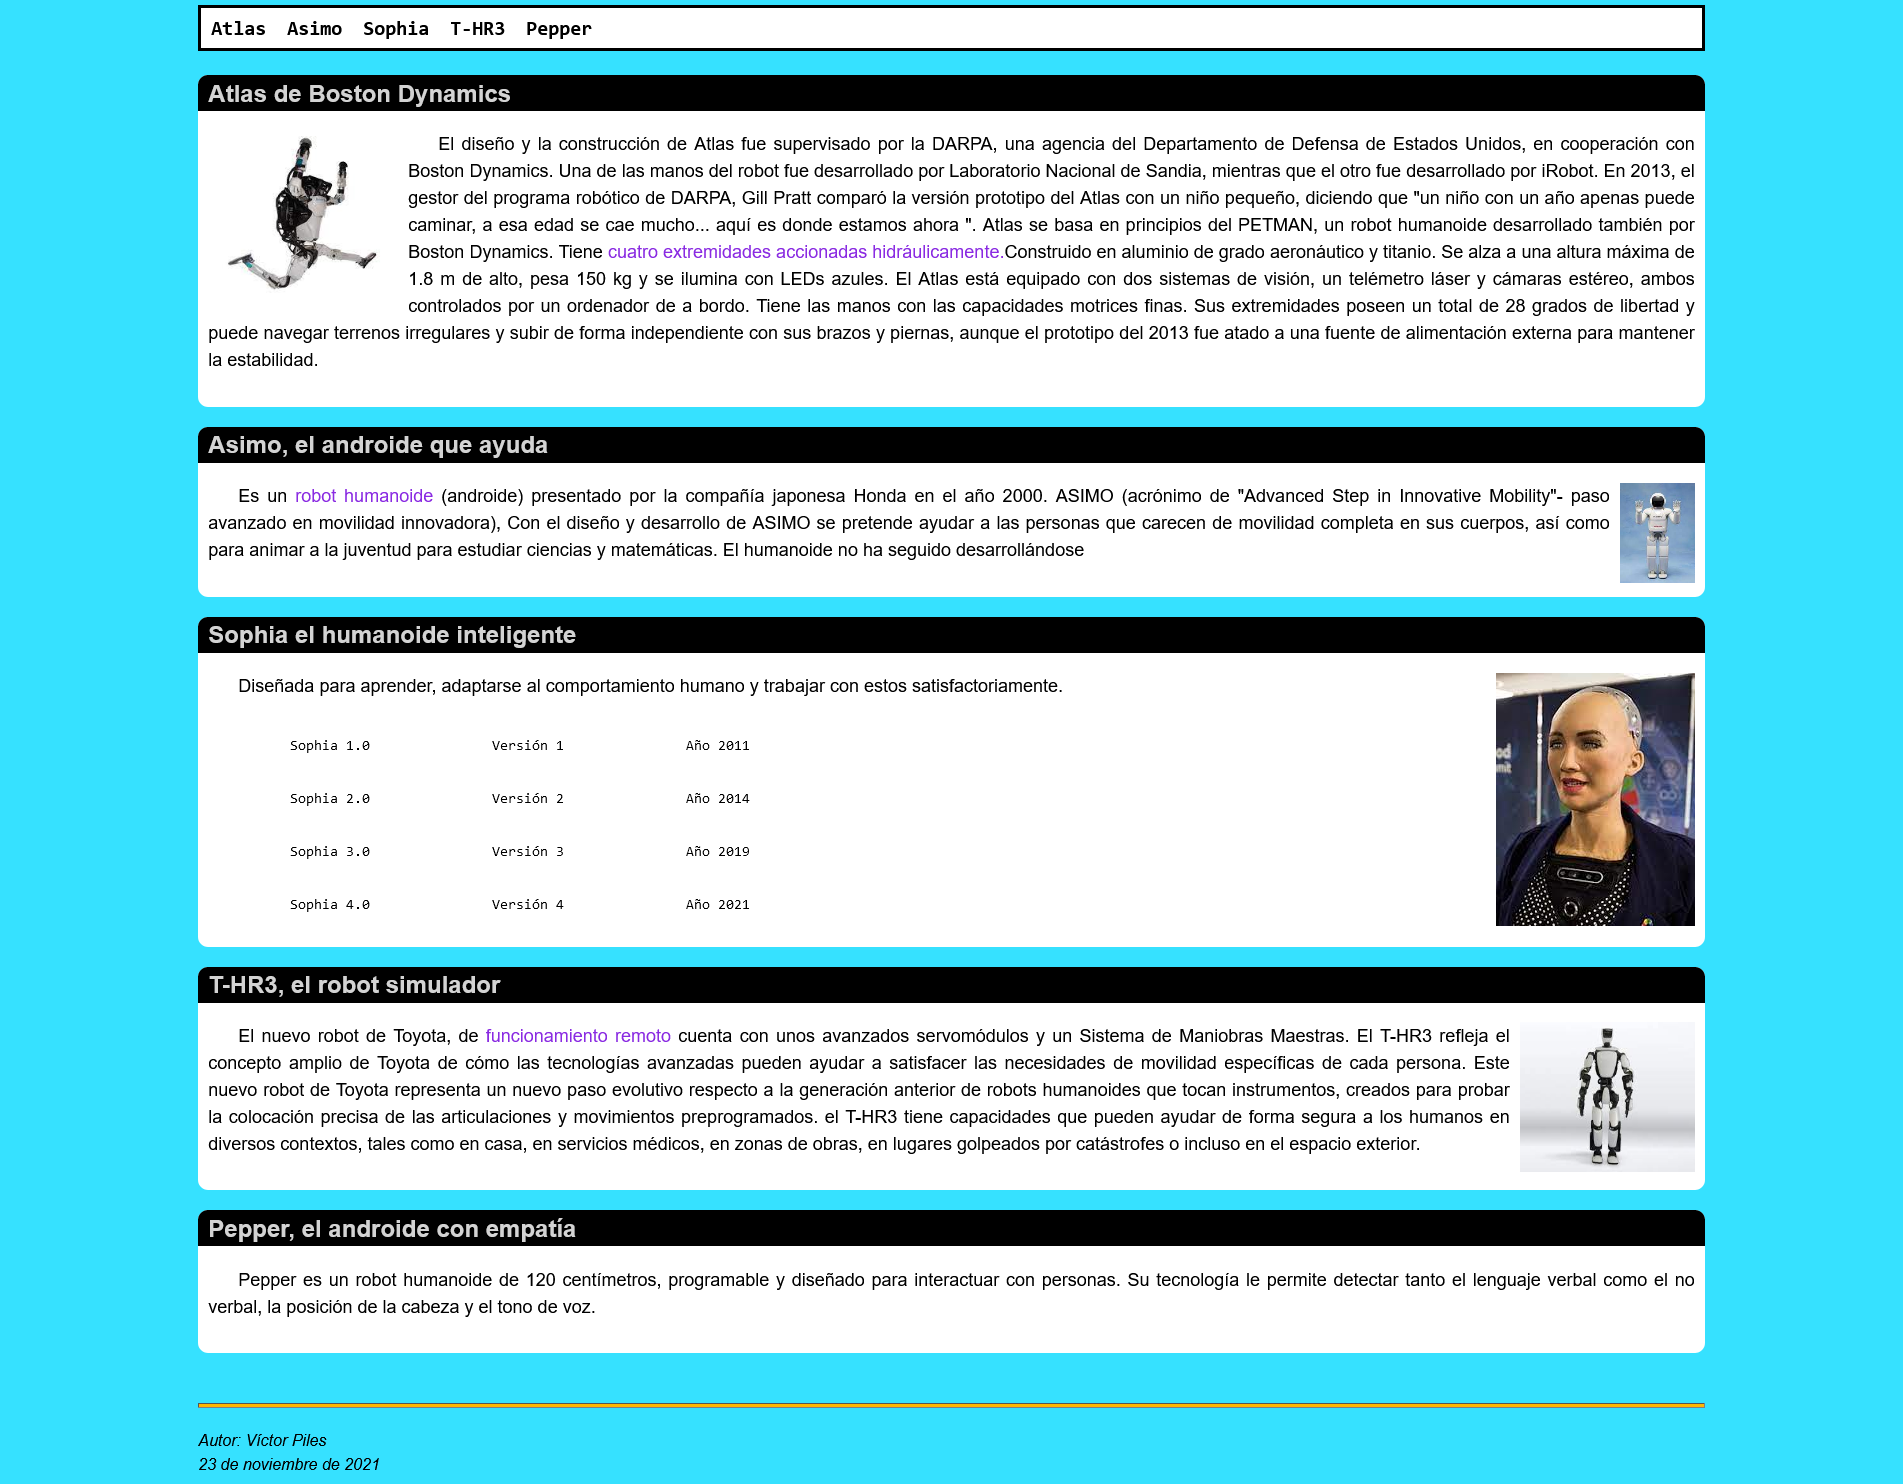 Atlas Asimo Sophia T-HR3 Pepper
Atlas de Boston Dynamics
El diseño y la construcción de Atlas fue supervisado por la DARPA, una agencia del Departamento de Defensa de Estados Unidos, en cooperación con
Boston Dynamics. Una de las manos del robot fue desarrollado por Laboratorio Nacional de Sandia, mientras que el otro fue desarrollado por iRobot. En 2013, el
gestor del programa robótico de DARPA, Gill Pratt comparó la versión prototipo del Atlas con un niño pequeño, diciendo que "un niño con un año apenas puede
caminar, a esa edad se cae mucho... aquí es donde estamos ahora ". Atlas se basa en principios del PETMAN, un robot humanoide desarrollado también por
Boston Dynamics. Tiene cuatro extremidades accionadas hidráulicamente.Construido en aluminio de grado aeronáutico y titanio. Se alza a una altura máxima de
1.8 m de alto, pesa 150 kg y se ilumina con LEDs azules. El Atlas está equipado con dos sistemas de visión, un telémetro láser y cámaras estéreo, ambos
controlados por un ordenador de a bordo. Tiene las manos con las capacidades motrices finas. Sus extremidades poseen un total de 28 grados de libertad y
puede navegar terrenos irregulares y subir de forma independiente con sus brazos y piernas, aunque el prototipo del 2013 fue atado a una fuente de alimentación externa para mantener
la estabilidad.
Asimo, el androide que ayuda
Es un robot humanoide (androide) presentado por la compañía japonesa Honda en el año 2000. ASIMO (acrónimo de "Advanced Step in Innovative Mobility"- paso
avanzado en movilidad innovadora), Con el diseño y desarrollo de ASIMO se pretende ayudar a las personas que carecen de movilidad completa en sus cuerpos, así como
para animar a la juventud para estudiar ciencias y matemáticas. El humanoide no ha seguido desarrollándose
Sophia el humanoide inteligente
Diseñada para aprender, adaptarse al comportamiento humano y trabajar con estos satisfactoriamente.
Sophia 1.0 Versión 1 Año 2011
Sophia 2.0 Versión 2 Año 2014
Sophia 3.0 Versión 3 Año 2019
Sophia 4.0 Versión 4 Año 2021
T-HR3, el robot simulador
El nuevo robot de Toyota, de funcionamiento remoto cuenta con unos avanzados servomódulos y un Sistema de Maniobras Maestras. El T-HR3 refleja el
concepto amplio de Toyota de cómo las tecnologías avanzadas pueden ayudar a satisfacer las necesidades de movilidad específicas de cada persona. Este
nuevo robot de Toyota representa un nuevo paso evolutivo respecto a la generación anterior de robots humanoides que tocan instrumentos, creados para probar
la colocación precisa de las articulaciones y movimientos preprogramados. el T-HR3 tiene capacidades que pueden ayudar de forma segura a los humanos en
diversos contextos, tales como en casa, en servicios médicos, en zonas de obras, en lugares golpeados por catástrofes o incluso en el espacio exterior.
Pepper, el androide con empatía
Pepper es un robot humanoide de 120 centímetros, programable y diseñado para interactuar con personas. Su tecnología le permite detectar tanto el lenguaje verbal como el no
verbal, la posición de la cabeza y el tono de voz.
Autor: Víctor Piles
23 de noviembre de 2021